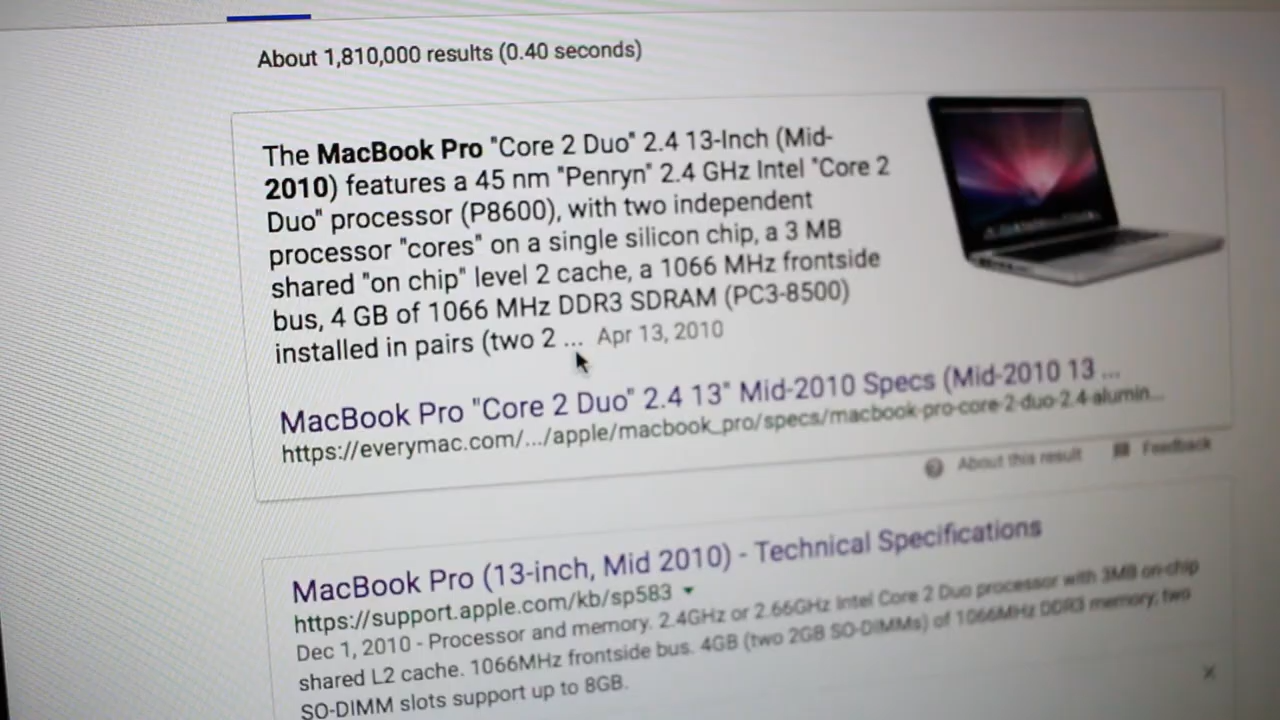 About 1,810,000 results (0.40 seconds)
The MacBook Pro "Core 2 Duo" 2.4 13-Inch (Mid-
2010) features a 45 nm "Penryn" 2.4 GHz Intel "Core 2
Duo" processor (P8600), with two independent
processor "cores" on a single silicon chip, a 3 MB
shared "on chip" level 2 cache, a 1066 MHz frontside
bus, 4 GB of 1066 MHz DDR3 SDRAM (PC3-8500)
installed in pairs (two 2 ... Apr 13, 2010
MacBook Pro "Core 2 Duo" 2.4 13" Mid-2010 Specs (Mid-2010 13 ...
https://everymac.com/.../apple/macbook_pro/specs/macbook-pro-core-2-duo-2.4-alumin...
About this result Feedback
MacBook Pro (13-inch, Mid 2010) - Technical Specifications
https://support.apple.com/kb/sp583
Dec 1, 2010 - Processor and memory. 2.4GHz or 2.66GHz Intel Core 2 Duo processor with 3MB on-chip
shared L2 cache. 1066MHz frontside bus. 4GB (two 2GB SO-DIMMs) of 1066MHz DDR3 memory; two
SO-DIMM slots support up to 8GB.